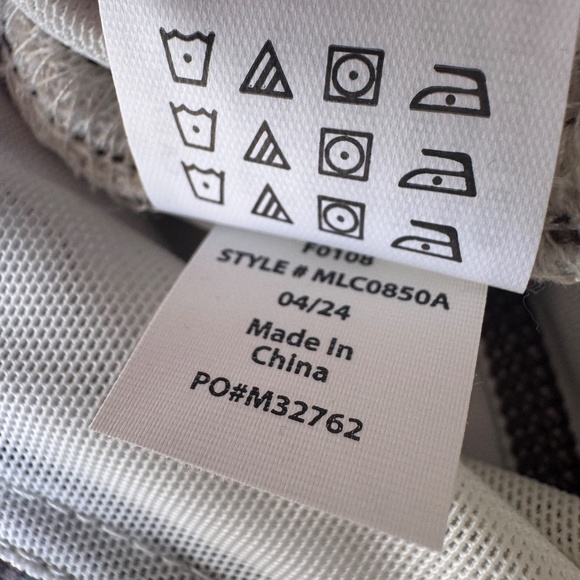 F0108
STYLE # MLC0850A
04/24
Made In
China
PO#M32762